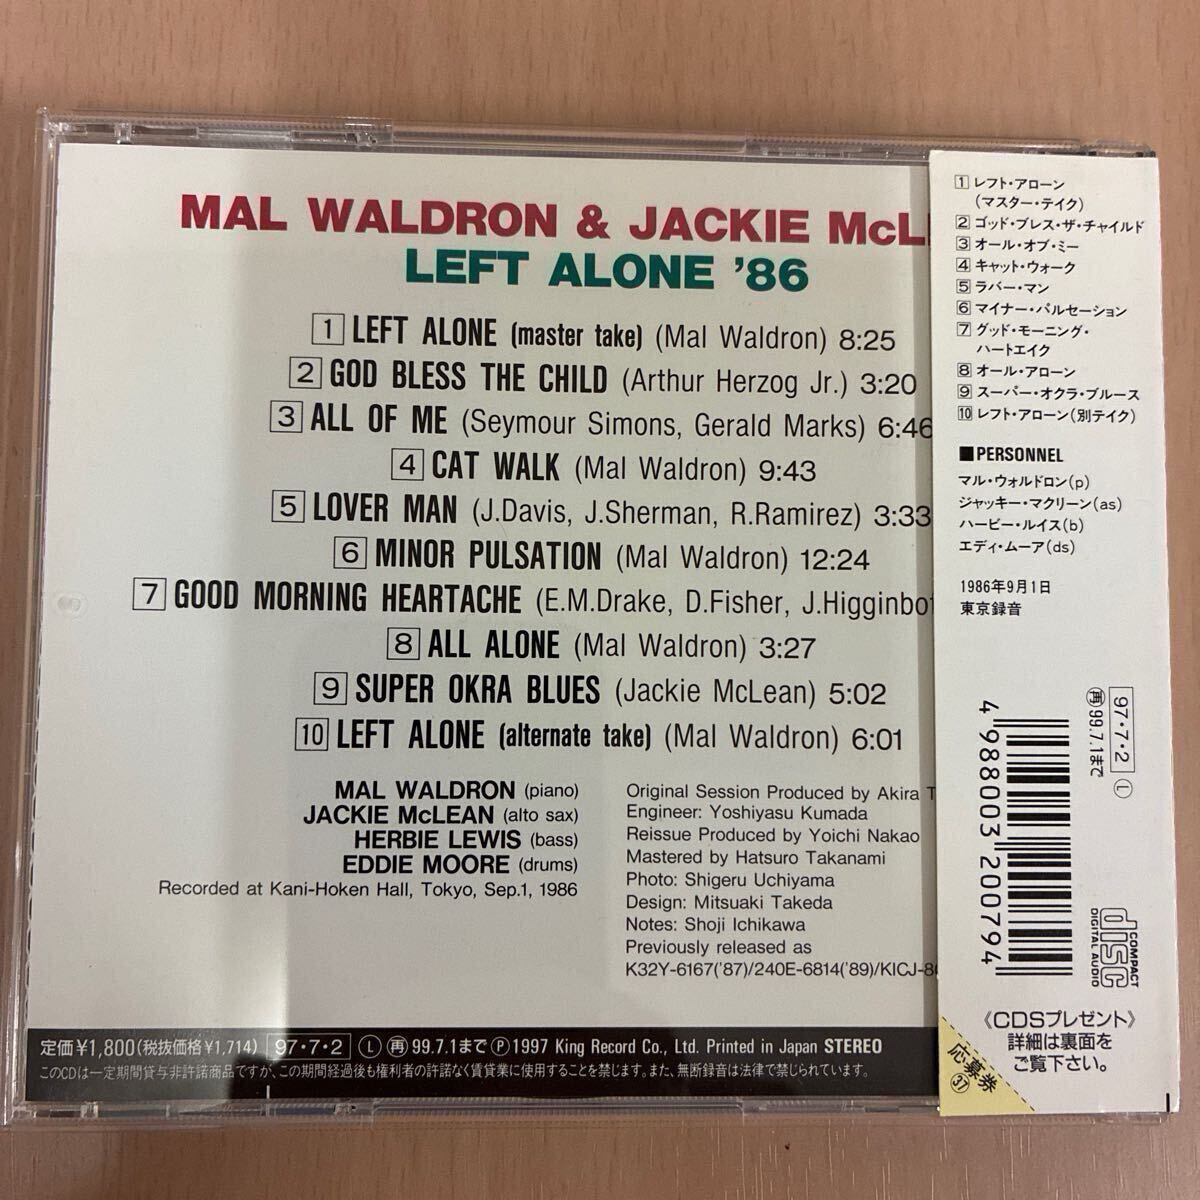 MAL WALDRON & JACKIE McL
LEFT ALONE '86
1 LEFT ALONE (master take) (Mal Waldron) 8:25
2 GOD BLESS THE CHILD (Arthur Herzog Jr.) 3:20
3 ALL OF ME (Seymour Simons, Gerald Marks) 6:46
4 CAT WALK (Mal Waldron) 9:43
5 LOVER MAN (J.Davis, J.Sherman, R.Ramirez) 3:33
6 MINOR PULSATION (Mal Waldron) 12:24
7 GOOD MORNING HEARTACHE (E.M.Drake, D.Fisher, J.Higginbot
8 ALL ALONE (Mal Waldron) 3:27
9 SUPER OKRA BLUES (Jackie McLean) 5:02
10 LEFT ALONE (alternate take) (Mal Waldron) 6:01
MAL WALDRON (piano)
JACKIE McLEAN (alto sax)
HERBIE LEWIS (bass)
EDDIE MOORE (drums)
Recorded at Kani-Hoken Hall, Tokyo, Sep.1, 1986
Original Session Produced by Akira T
Engineer: Yoshiyasu Kumada
Reissue Produced by Yoichi Nakao
Mastered by Hatsuro Takanami
Photo: Shigeru Uchiyama
Design: Mitsuaki Takeda
Notes: Shoji Ichikawa
Previously released as
K32Y-6167('87)/240E-6814('89)/KICJ-8
定価¥1,800(税抜価格¥1,714) 97・7・2 Ⓛ ㊞99.7.1まで Ⓟ 1997 King Record Co., Ltd. Printed in Japan STEREO
このCDは一定期間貸与非許諾商品ですが、この期間経過後も権利者の許諾なく賃貸業に使用することを禁じます。また、無断録音は法律で禁じられています。
1 レフト・アローン
(マスター・テイク)
2 ゴッド・ブレス・ザ・チャイルド
3 オール・オブ・ミー
4 キャット・ウォーク
5 ラバー・マン
6 マイナー・パルセーション
7 グッド・モーニング・
ハートエイク
8 オール・アローン
9 スーパー・オクラ・ブルース
10 レフト・アローン(別テイク)
■PERSONNEL
マル・ウォルドロン(p)
ジャッキー・マクリーン(as)
ハービー・ルイス(b)
エディ・ムーア(ds)
1986年9月1日
東京録音
97・7・2 Ⓛ
再99.7.1まで
4 988003 200794
COMPACT
disc
DIGITAL AUDIO
《CDSプレゼント》
詳細は裏面を
ご覧下さい。
応募券
37